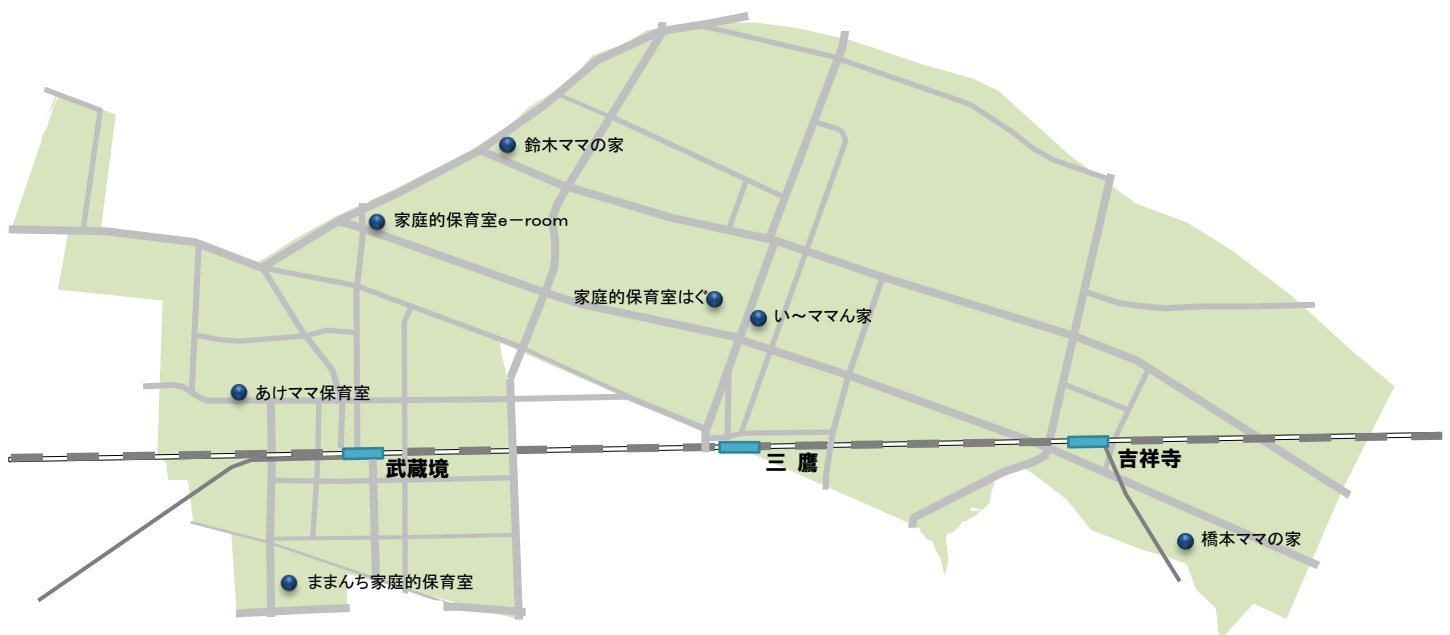 鈴木ママの家
家庭的保育室e－room
家庭的保育室はぐ
い～ママん家
あけママ保育室
武蔵境
三 鷹
吉祥寺
橋本ママの家
ままんち家庭的保育室